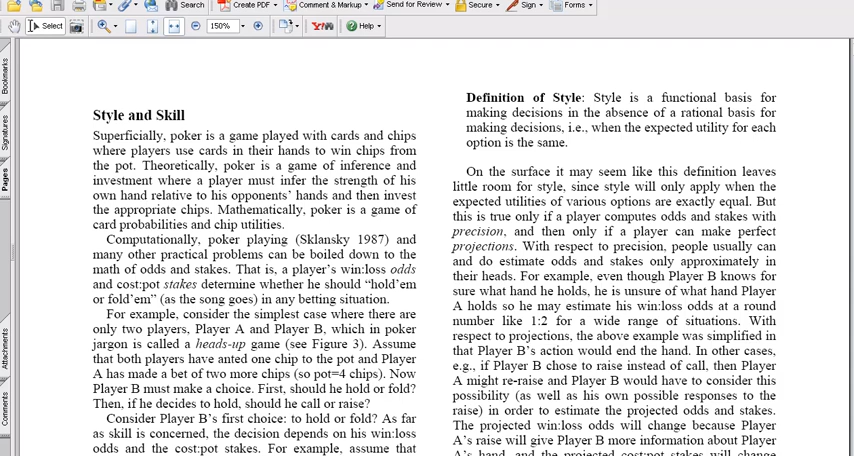 Search
Create PDF
Comment & Markup
Send for Review
Secure
Sign
Forms
Select
150%
Help
Bookmarks
Signatures
Pages
Attachments
Comments
Style and Skill
Superficially, poker is a game played with cards and chips
where players use cards in their hands to win chips from
the pot. Theoretically, poker is a game of inference and
investment where a player must infer the strength of his
own hand relative to his opponents' hands and then invest
the appropriate chips. Mathematically, poker is a game of
card probabilities and chip utilities.
Computationally, poker playing (Sklansky 1987) and
many other practical problems can be boiled down to the
math of odds and stakes. That is, a player's win:loss odds
and cost:pot stakes determine whether he should "hold'em
or fold'em" (as the song goes) in any betting situation.
For example, consider the simplest case where there are
only two players, Player A and Player B, which in poker
jargon is called a heads-up game (see Figure 3). Assume
that both players have anted one chip to the pot and Player
A has made a bet of two more chips (so pot=4 chips). Now
Player B must make a choice. First, should he hold or fold?
Then, if he decides to hold, should he call or raise?
Consider Player B's first choice: to hold or fold? As far
as skill is concerned, the decision depends on his win:loss
odds and the cost:pot stakes. For example, assume that
Definition of Style: Style is a functional basis for
making decisions in the absence of a rational basis for
making decisions, i.e., when the expected utility for each
option is the same.
On the surface it may seem like this definition leaves
little room for style, since style will only apply when the
expected utilities of various options are exactly equal. But
this is true only if a player computes odds and stakes with
precision, and then only if a player can make perfect
projections. With respect to precision, people usually can
and do estimate odds and stakes only approximately in
their heads. For example, even though Player B knows for
sure what hand he holds, he is unsure of what hand Player
A holds so he may estimate his win:loss odds at a round
number like 1:2 for a wide range of situations. With
respect to projections, the above example was simplified in
that Player B's action would end the hand. In other cases,
e.g., if Player B chose to raise instead of call, then Player
A might re-raise and Player B would have to consider this
possibility (as well as his own possible responses to the
raise) in order to estimate the projected odds and stakes.
The projected win:loss odds will change because Player
A's raise will give Player B more information about Player
A's hand, and the projected cost:pot stakes will change